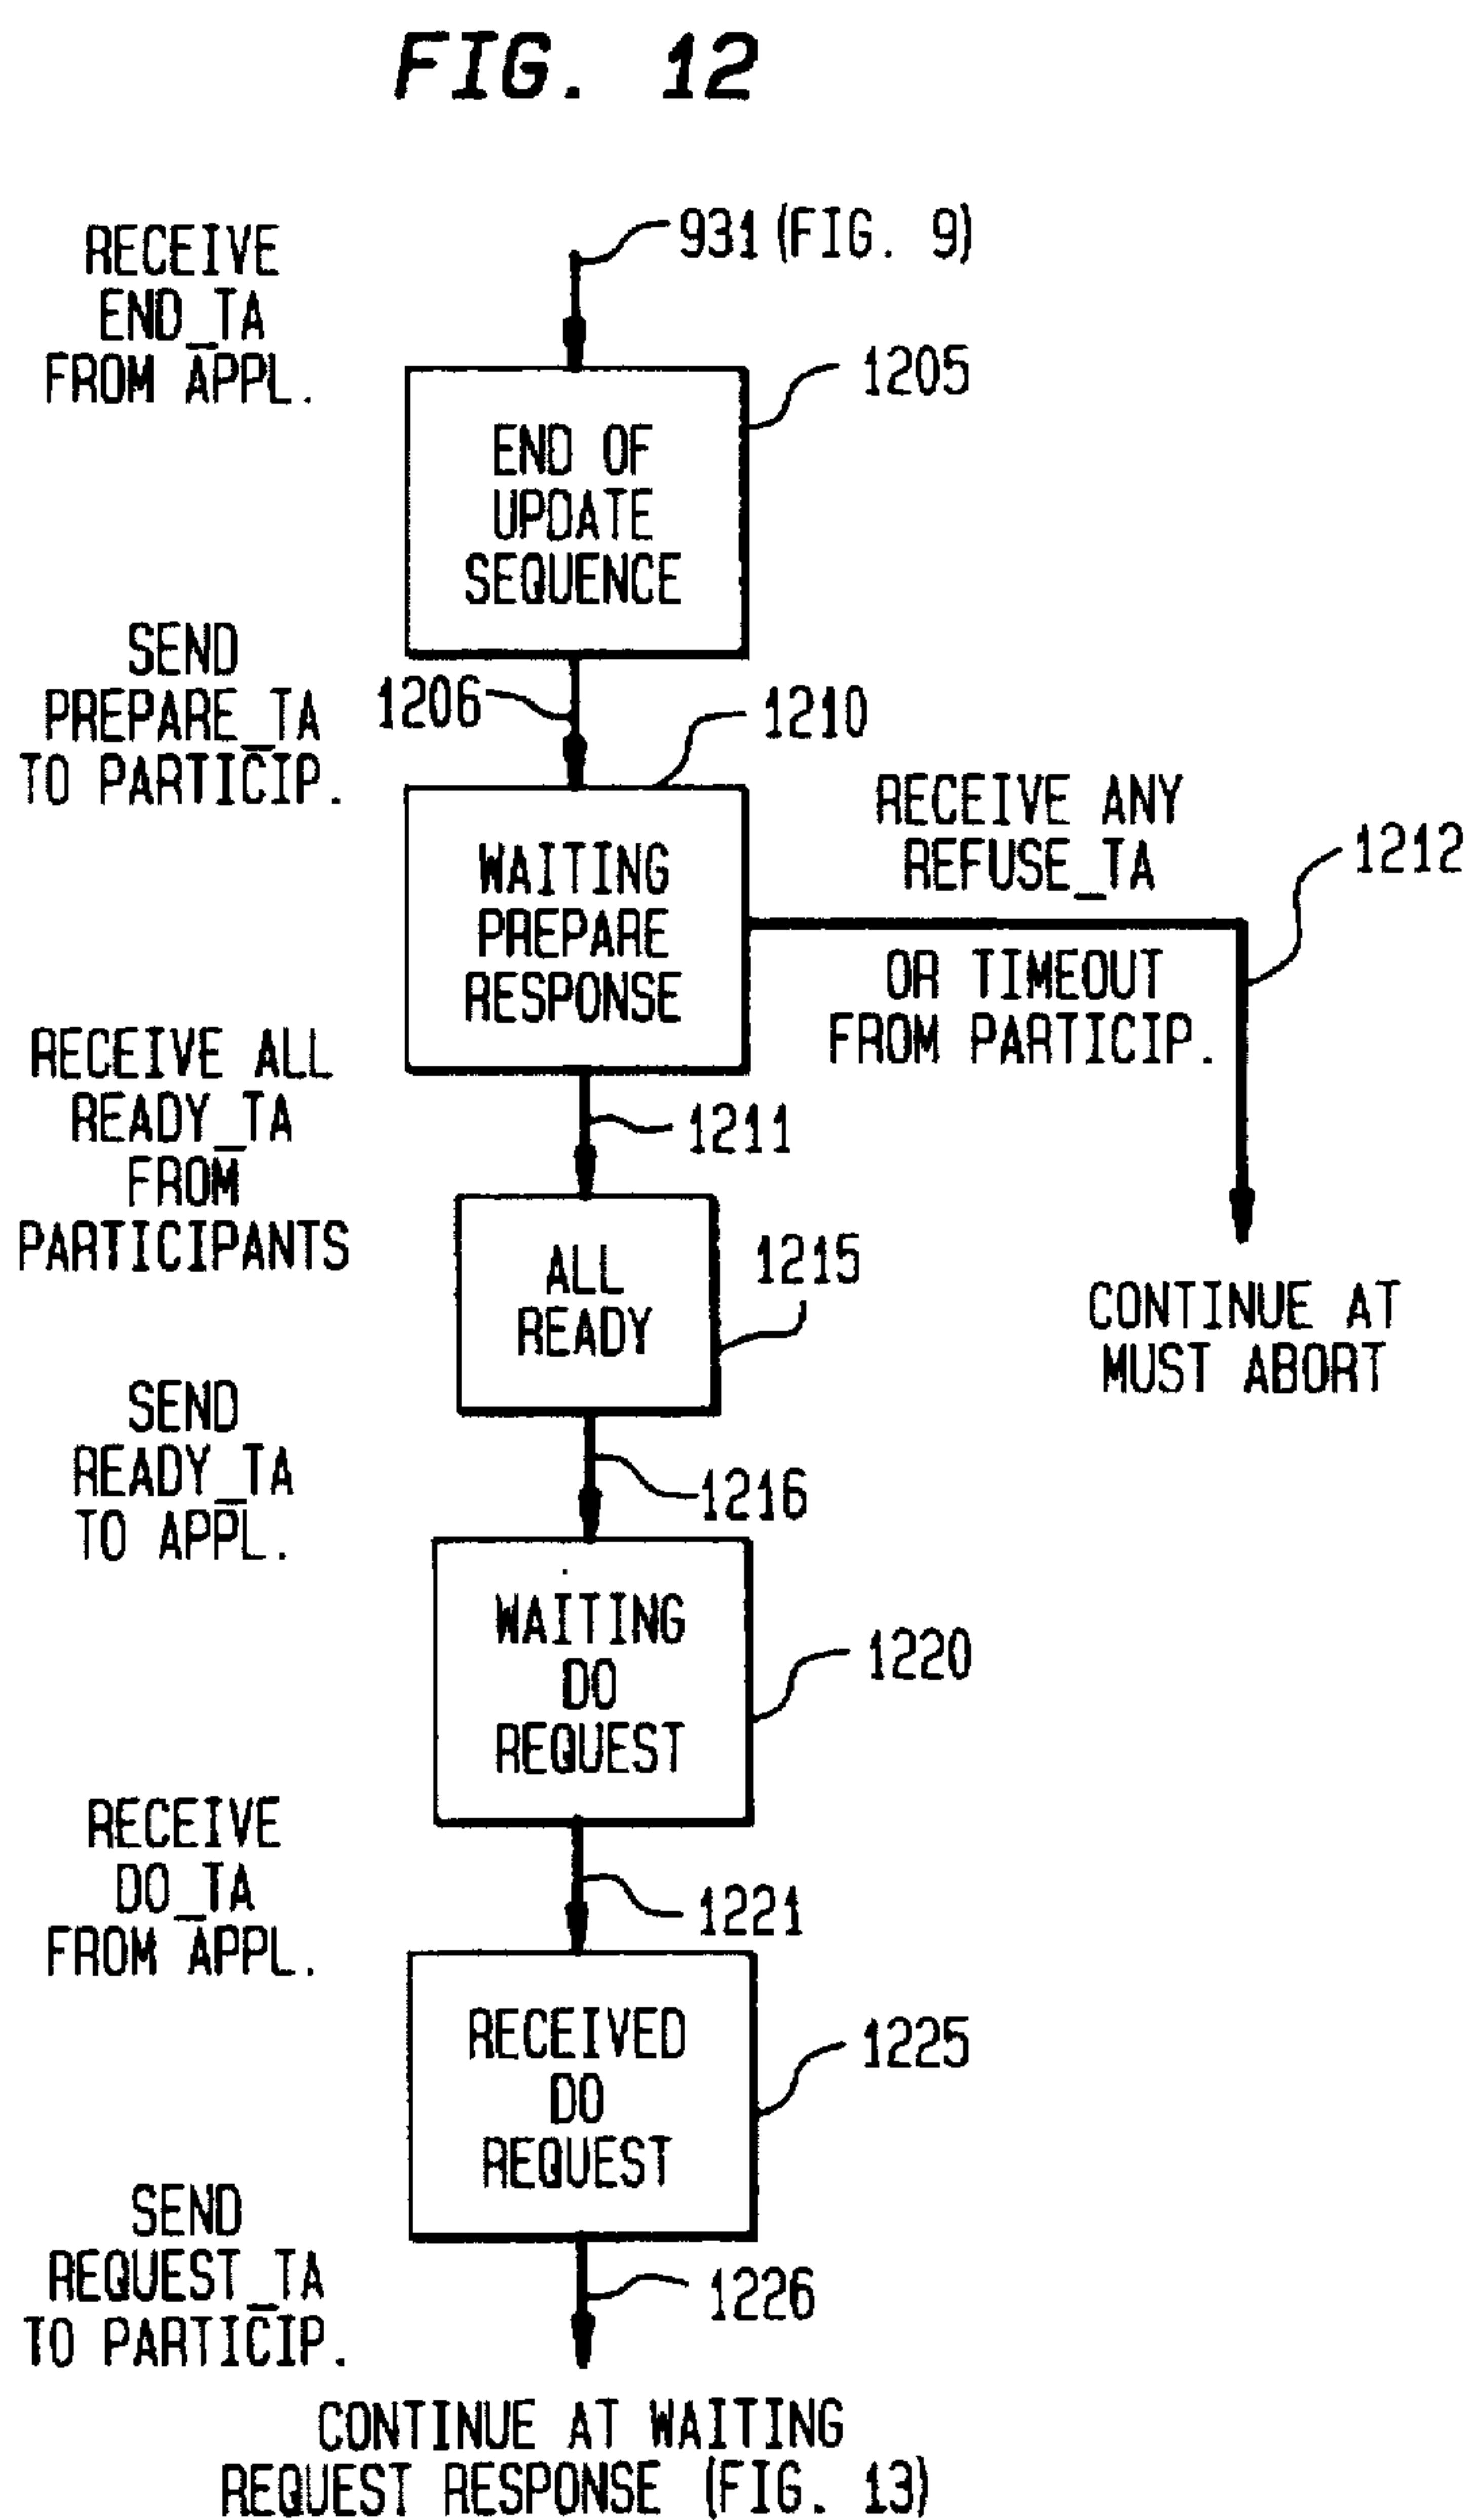 FIG. 12
931 (FIG. 9)
RECEIVE
END_TA
FROM APPL.
1205
END OF
UPDATE
SEQUENCE
SEND
PREPARE_TA
TO PARTICIP.
1206
1210
WAITING
PREPARE
RESPONSE
RECEIVE ANY
REFUSE_TA
OR TIMEOUT
FROM PARTICIP.
1212
RECEIVE ALL
READY_TA
FROM
PARTICIPANTS
1211
ALL
READY
1215
CONTINUE AT
MUST ABORT
SEND
READY_TA
TO APPL.
1216
WAITING
DO
REQUEST
1220
RECEIVE
DO_TA
FROM APPL.
1221
RECEIVED
DO
REQUEST
1225
SEND
REQUEST_TA
TO PARTICIP.
1226
CONTINUE AT WAITING
REQUEST RESPONSE (FIG. 13)